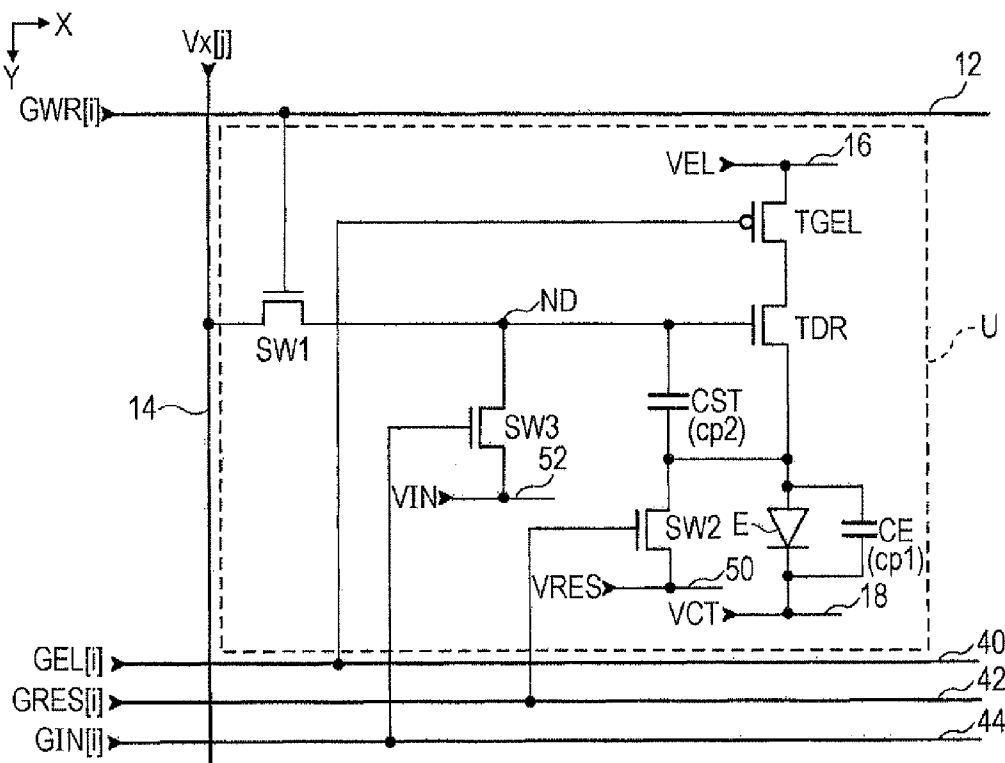 X
Y
Vx[j]
GWR[i]
12
VEL
16
TGEL
ND
TDR
U
SW1
14
CST
(cp2)
SW3
52
VIN
E
SW2
CE
(cp1)
VRES
50
VCT
18
GEL[i]
40
GRES[i]
42
GIN[i]
44